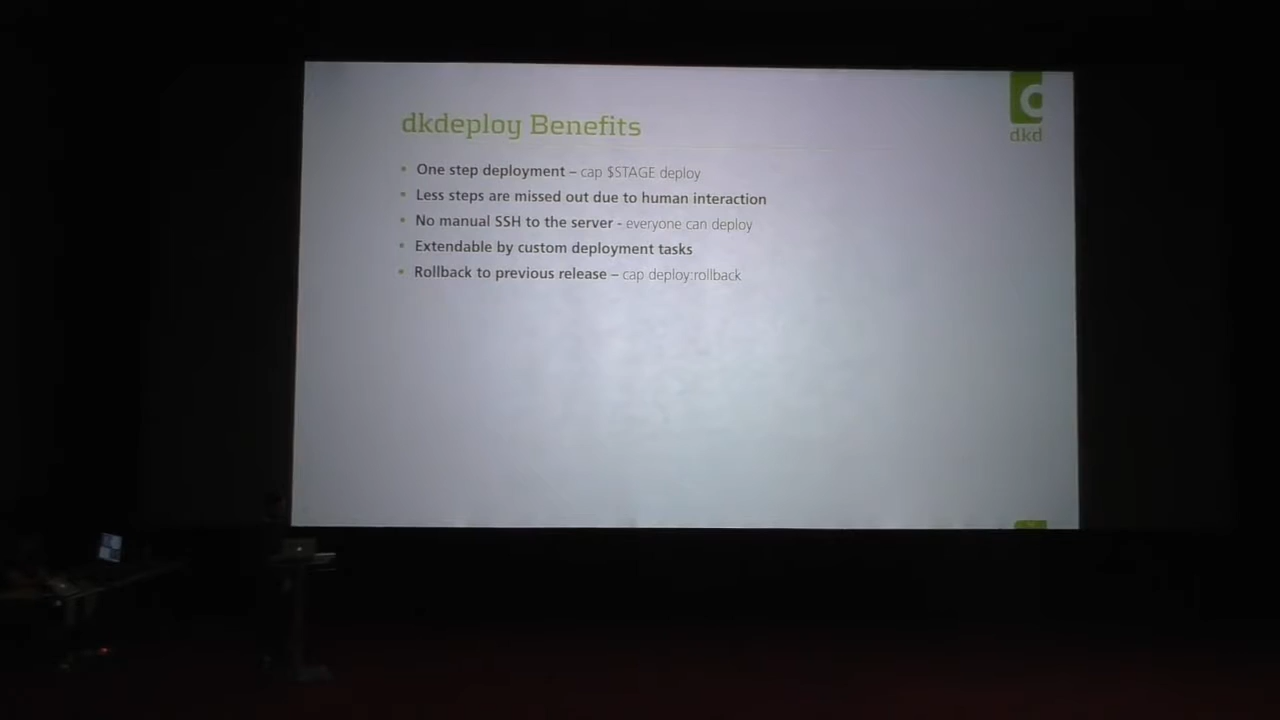 dkd
dkdeploy Benefits
• One step deployment – cap $STAGE deploy
• Less steps are missed out due to human interaction
• No manual SSH to the server - everyone can deploy
• Extendable by custom deployment tasks
• Rollback to previous release – cap deploy:rollback